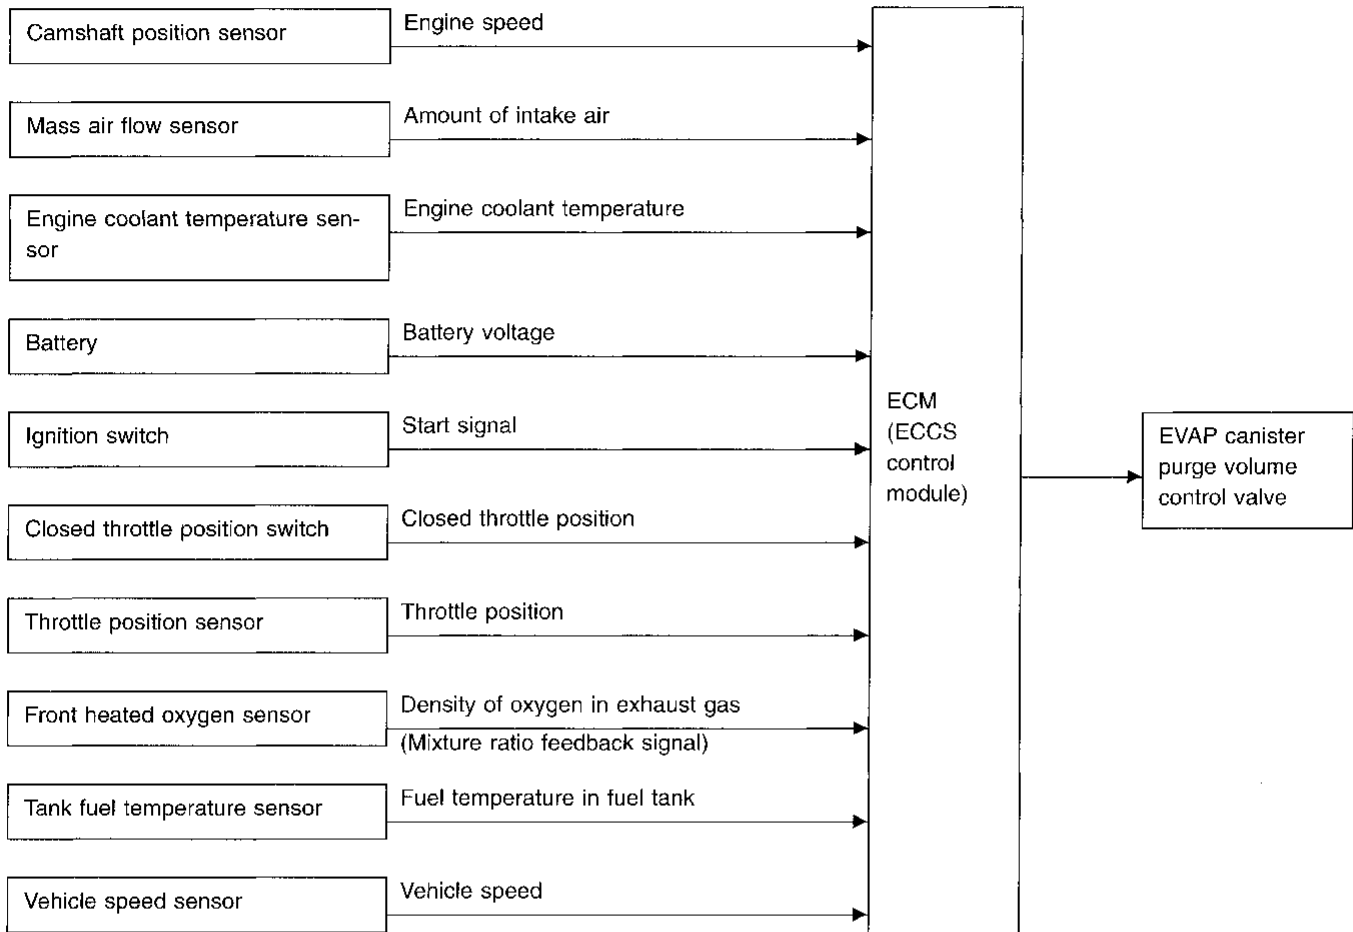 Camshaft position sensor
Engine speed
Mass air flow sensor
Amount of intake air
Engine coolant temperature sen-
sor
Engine coolant temperature
Battery
Battery voltage
Ignition switch
Start signal
Closed throttle position switch
Closed throttle position
Throttle position sensor
Throttle position
Front heated oxygen sensor
Density of oxygen in exhaust gas
(Mixture ratio feedback signal)
Tank fuel temperature sensor
Fuel temperature in fuel tank
Vehicle speed sensor
Vehicle speed
ECM
(ECCS
control
module)
EVAP canister
purge volume
control valve